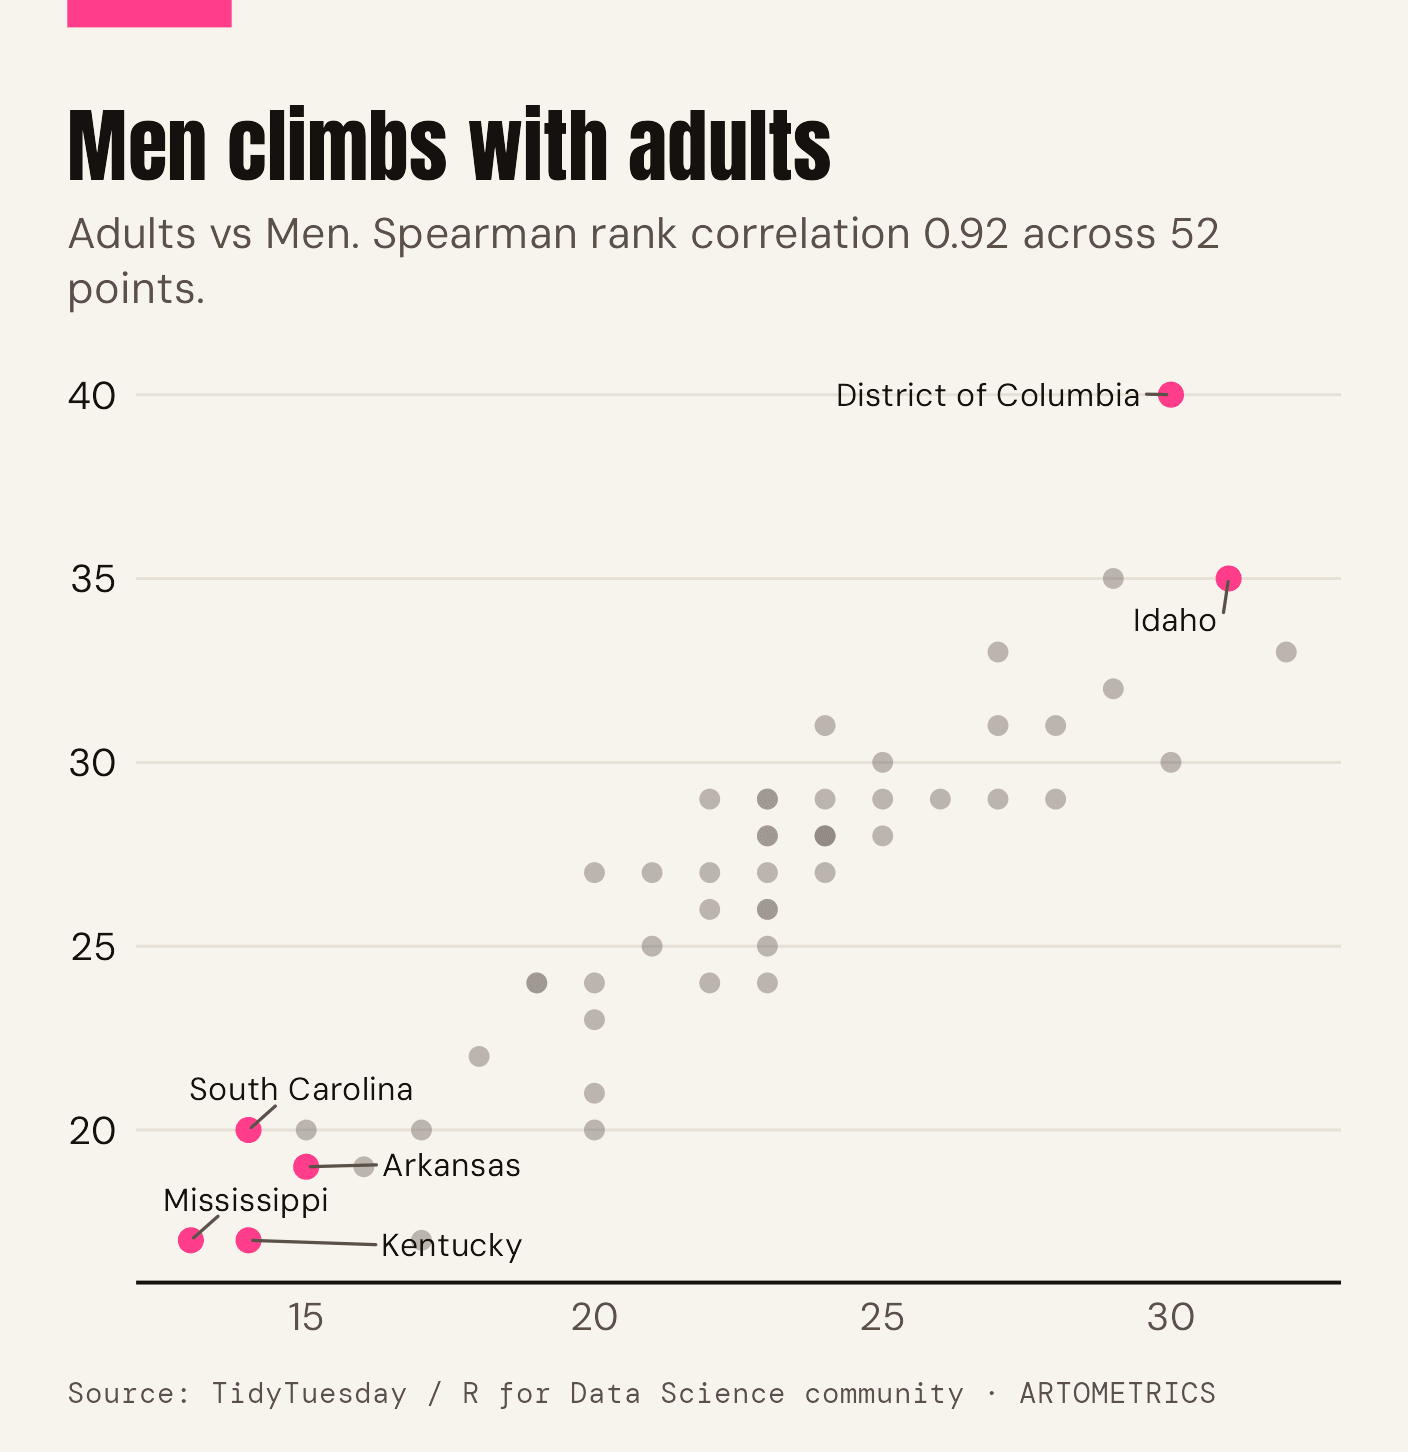 Men climbs with adults
Adults vs Men. Spearman rank correlation 0.92 across 52
points.
40
District of Columbia
35
Idaho
30
25
South Carolina
20
Arkansas
Mississippi
Kentucky
15 20 25 30
Source: TidyTuesday / R for Data Science community · ARTOMETRICS